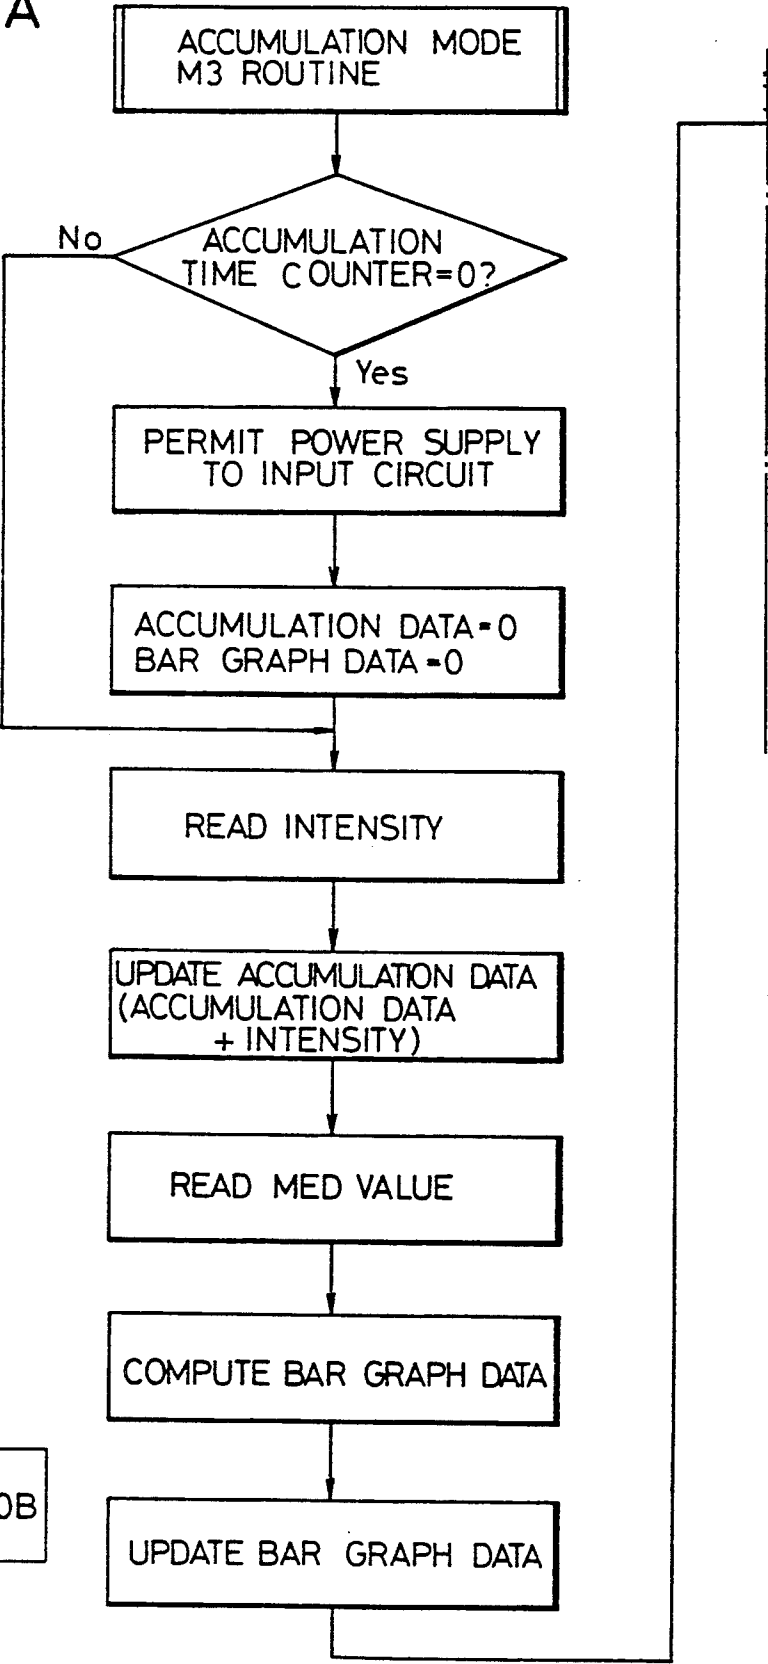 A
ACCUMULATION MODE
M3 ROUTINE
No
ACCUMULATION
TIME COUNTER=0?
Yes
PERMIT POWER SUPPLY
TO INPUT CIRCUIT
ACCUMULATION DATA=0
BAR GRAPH DATA=0
READ INTENSITY
UPDATE ACCUMULATION DATA
(ACCUMULATION DATA
+ INTENSITY)
READ MED VALUE
COMPUTE BAR GRAPH DATA
0B
UPDATE BAR GRAPH DATA